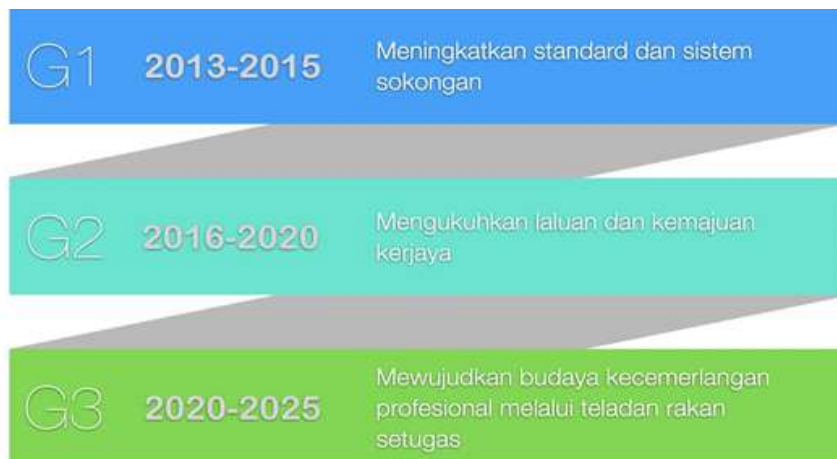 G1 2013-2015 Meningkatkan standard dan sistem
sokongan
G2 2016-2020 Mengukuhkan laluan dan kemajuan
kerjaya
G3 2020-2025 Mewujudkan budaya kecemerlangan
profesional melalui teladan rakan
setugas